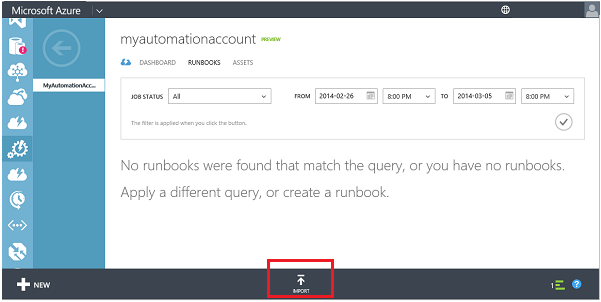 Microsoft Azure
myautomationaccount PREVIEW
DASHBOARD RUNBOOKS ASSETS
MyAutomationAcc...
JOB STATUS All FROM 2014-02-26 8:00 PM TO 2014-03-05 8:00 PM
The filter is applied when you click the button.
No runbooks were found that match the query, or you have no runbooks.
Apply a different query, or create a runbook.
NEW IMPORT 1 ?